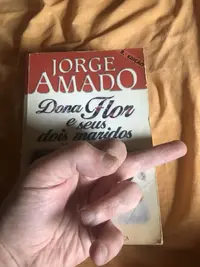 JORGE
AMADO
Dona Flor
e seus
dois maridos